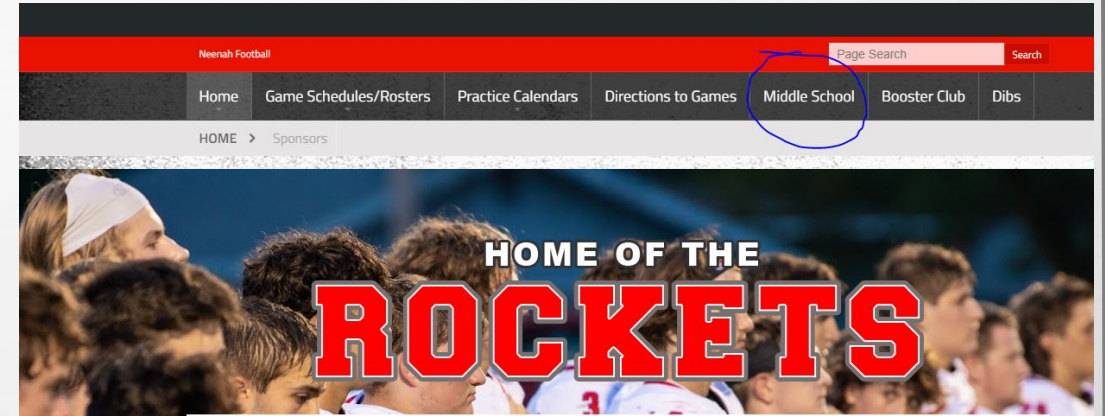 Neenah Football
Page Search Search
Home Game Schedules/Rosters Practice Calendars Directions to Games Middle School Booster Club Dibs
HOME > Sponsors
HOME OF THE
ROCKETS
3